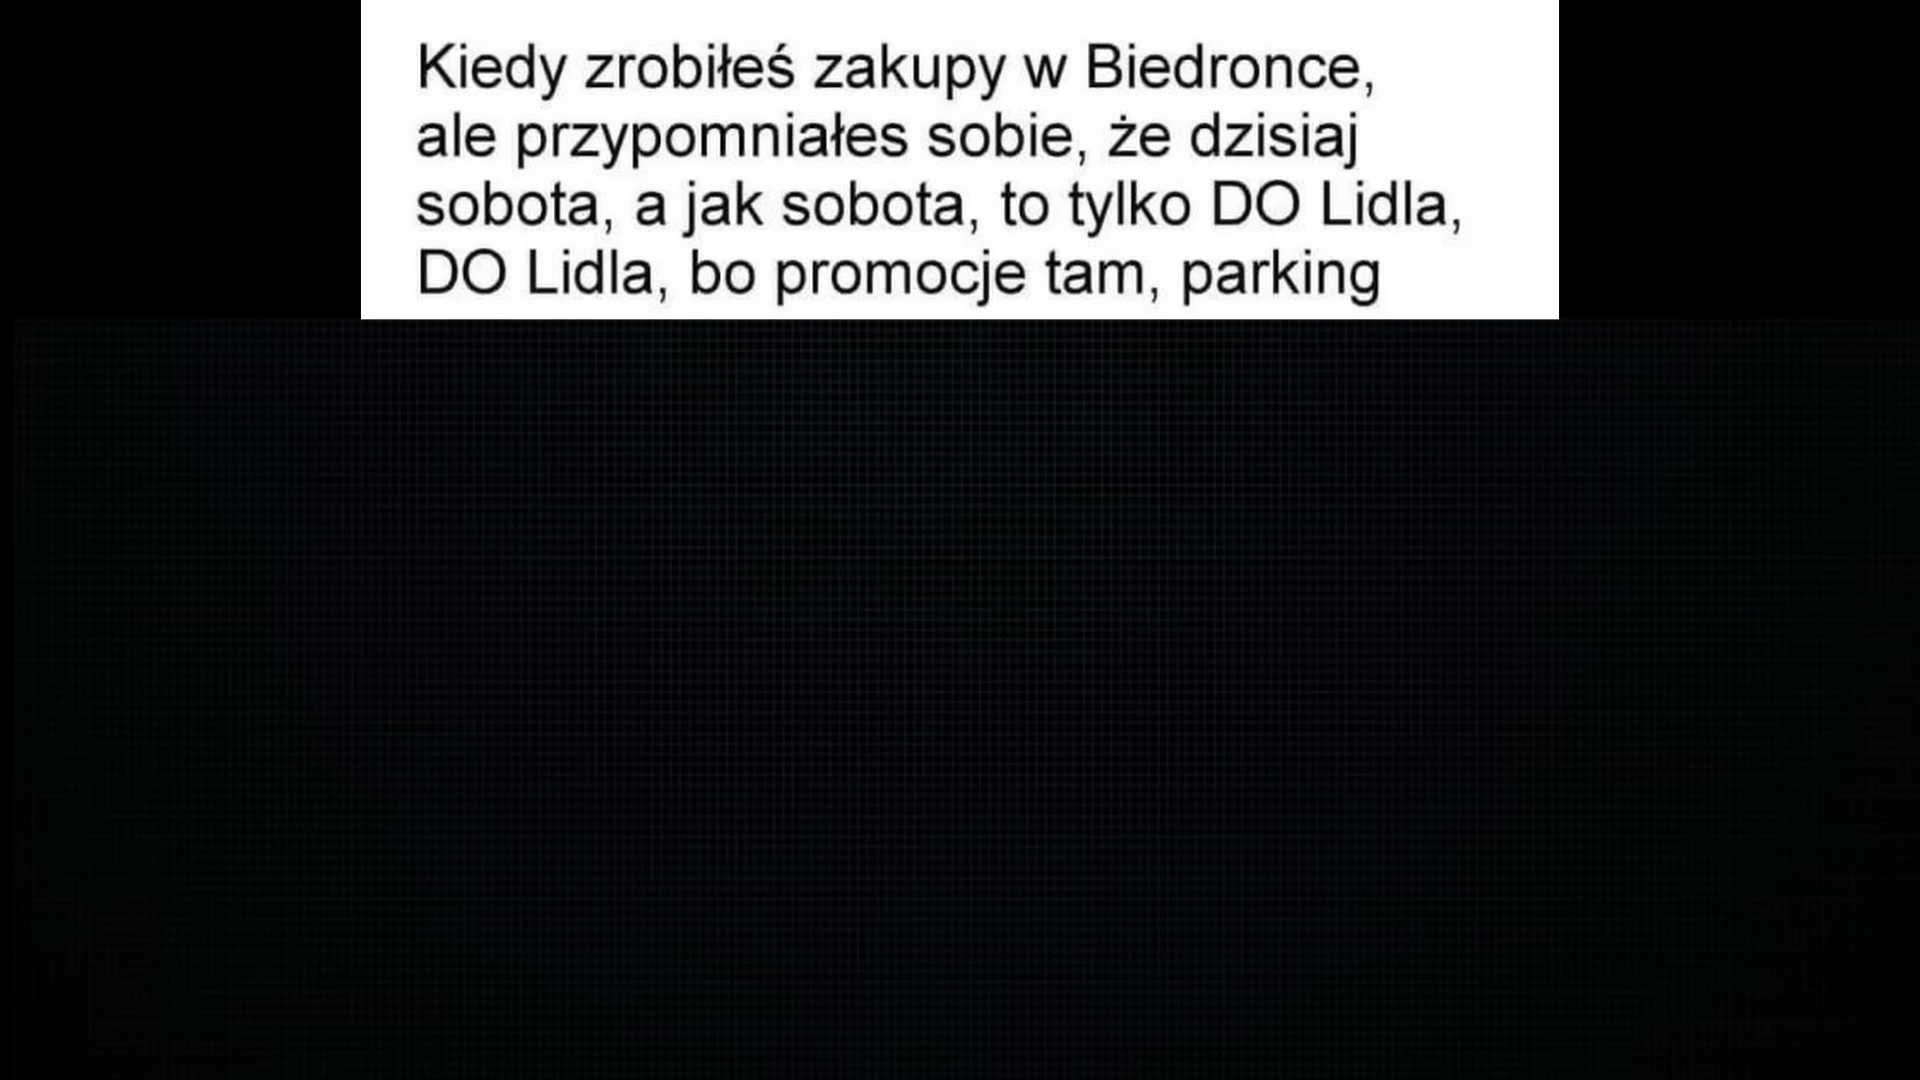 Kiedy zrobiłeś zakupy w Biedronce,
ale przypomniałes sobie, że dzisiaj
sobota, a jak sobota, to tylko DO Lidla,
DO Lidla, bo promocje tam, parking